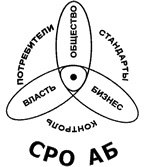 ПОТРЕБИТЕЛИ
ОБЩЕСТВО
СТАНДАРТЫ
ВЛАСТЬ
БИЗНЕС
КОНТРОЛЬ
СРО АБ